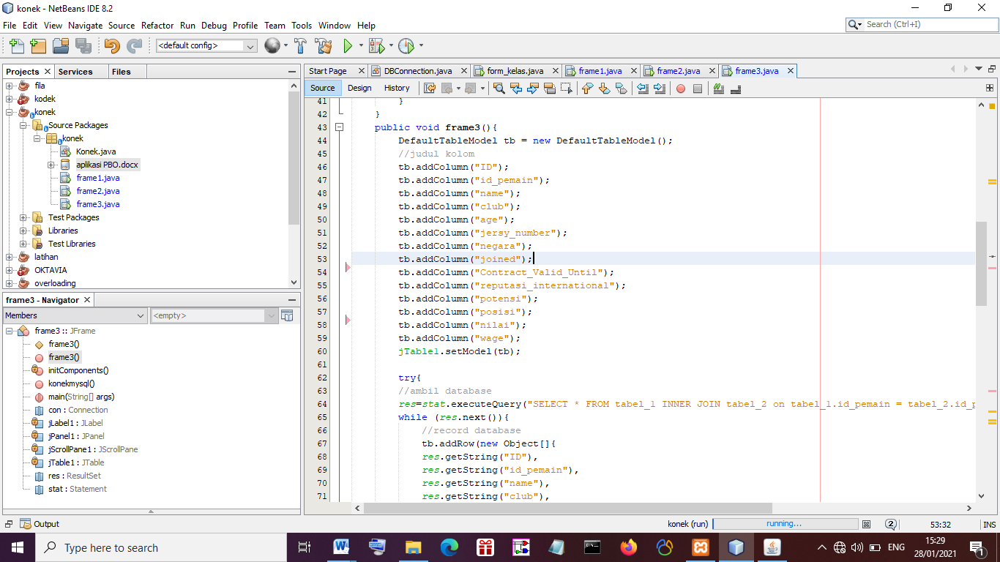 konek - NetBeans IDE 8.2
File Edit View Navigate Source Refactor Run Debug Profile Team Tools Window Help
Search (Ctrl+I)
<default config>
Projects Services Files
fila
kodek
konek
Source Packages
konek
Konek.java
aplikasi PBO.docx
frame1.java
frame2.java
frame3.java
Test Packages
Libraries
Test Libraries
latihan
OKTAVIA
overloading
frame3 - Navigator
Members <empty>
frame3 :: JFrame
frame3()
frame3()
initComponents()
konekmysql()
main(String[] args)
con : Connection
jLabel1 : JLabel
jPanel1 : JPanel
jScrollPane1 : JScrollPane
jTable1 : JTable
res : ResultSet
stat : Statement
Start Page DBConnection.java form_kelas.java frame1.java frame2.java frame3.java
Source Design History
41 }
42 }
43 public void frame3(){
44 DefaultTableModel tb = new DefaultTableModel();
45 //judul kolom
46 tb.addColumn("ID");
47 tb.addColumn("id_pemain");
48 tb.addColumn("name");
49 tb.addColumn("club");
50 tb.addColumn("age");
51 tb.addColumn("jersy_number");
52 tb.addColumn("negara");
53 tb.addColumn("joined");
54 tb.addColumn("Contract_Valid_Until");
55 tb.addColumn("reputasi_international");
56 tb.addColumn("potensi");
57 tb.addColumn("posisi");
58 tb.addColumn("nilai");
59 tb.addColumn("wage");
60 jTable1.setModel(tb);
61
62 try{
63 //ambil database
64 res=stat.executeQuery("SELECT * FROM tabel_1 INNER JOIN tabel_2 on tabel_1.id_pemain = tabel_2.id_p
65 while (res.next()){
66 //record database
67 tb.addRow(new Object[]{
68 res.getString("ID"),
69 res.getString("id_pemain"),
70 res.getString("name"),
71 res.getString("club"),
Output
konek (run) running... 2 53:32 INS
Type here to search
ENG
15:29
28/01/2021
1